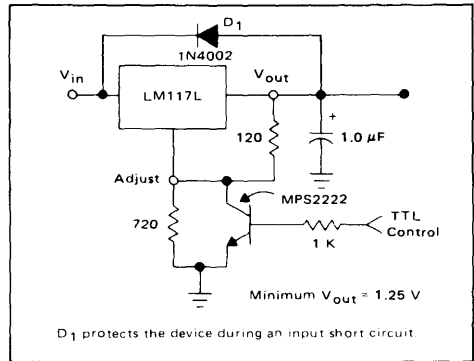 D1
1N4002
Vin
Vout
LM117L
120
+
1.0 µF
Adjust
MPS2222
720
1 K
TTL
Control
Minimum Vout = 1.25 V
D1 protects the device during an input short circuit.